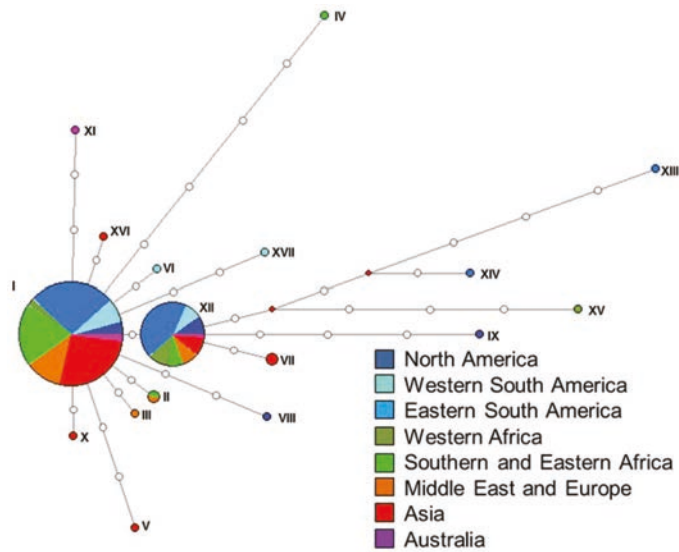 IV
XI
XIII
XVI
XVII
VI
I
XIV
XII
XV
IX
VII
North America
II
Western South America
III
VIII
Eastern South America
X
Western Africa
Southern and Eastern Africa
Middle East and Europe
Asia
V
Australia